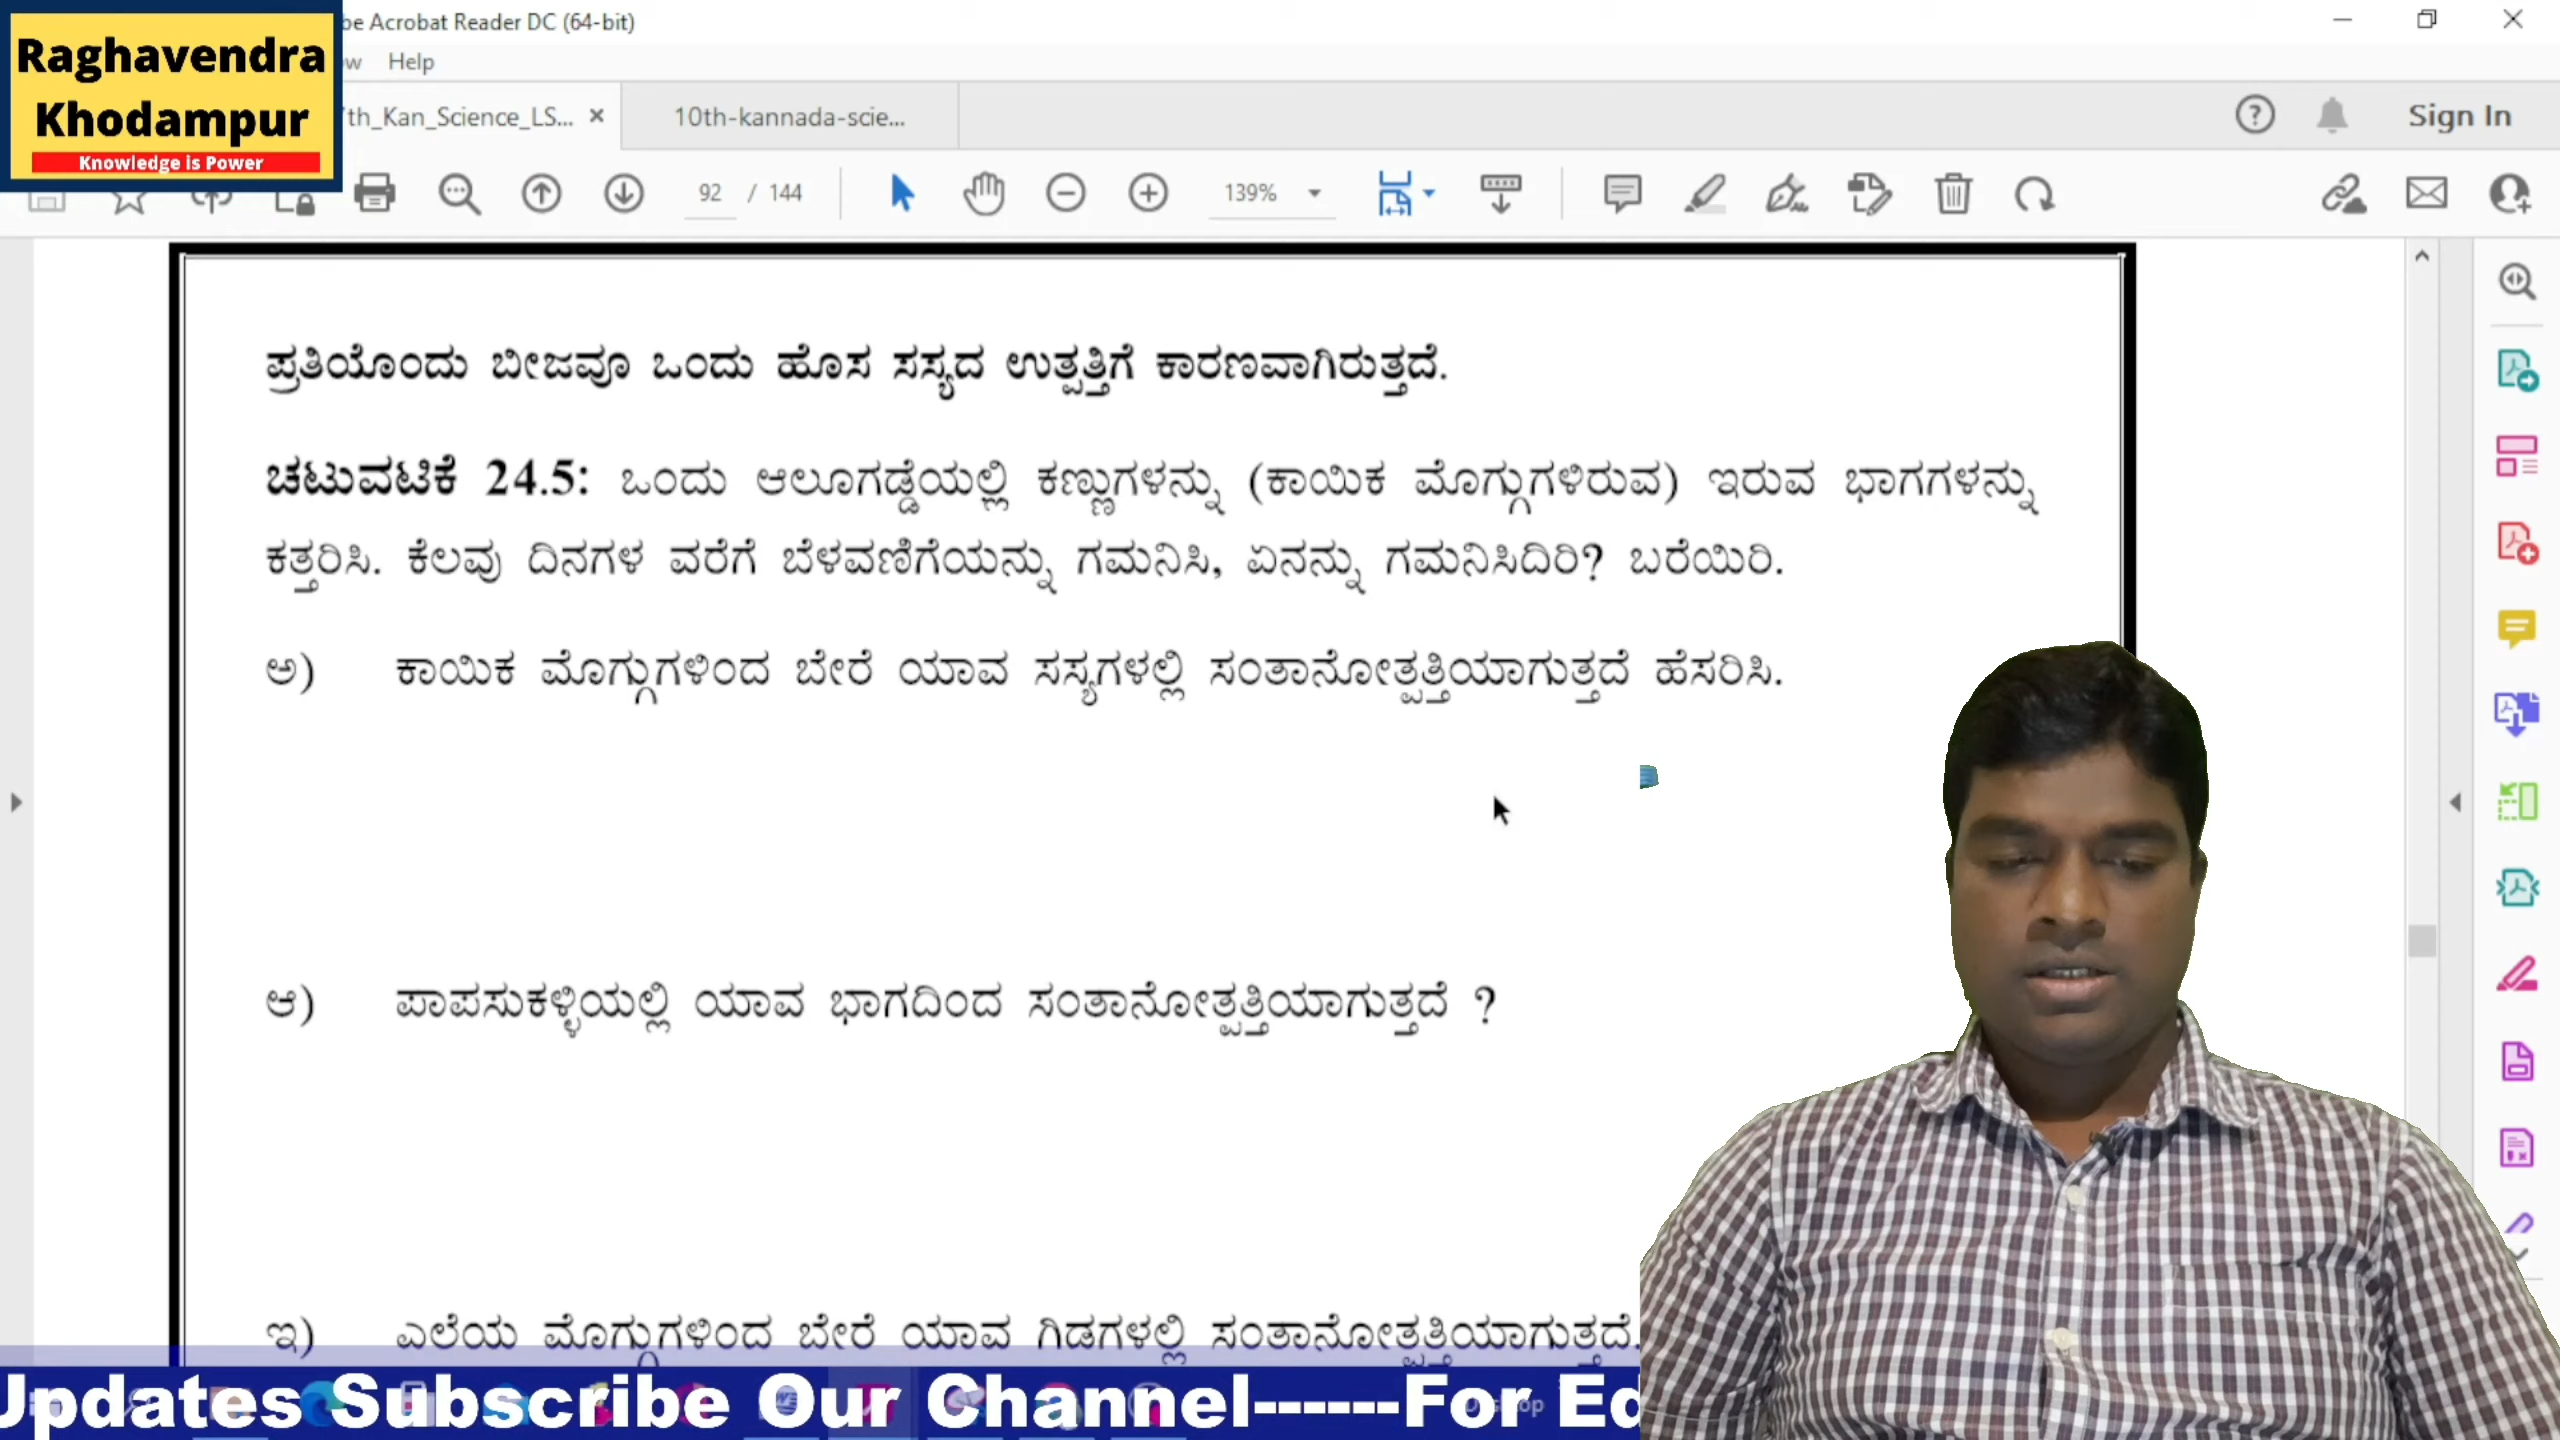 Raghavendra
Khodampur
Knowledge is Power
be Acrobat Reader DC (64-bit)
Help
7th_Kan_Science_LS...
10th-kannada-scie...
Sign In
92 / 144
139%
ಪ್ರತಿಯೊಂದು ಬೀಜವೂ ಒಂದು ಹೊಸ ಸಸ್ಯದ ಉತ್ಪತ್ತಿಗೆ ಕಾರಣವಾಗಿರುತ್ತದೆ.
ಚಟುವಟಿಕೆ 24.5: ಒಂದು ಆಲೂಗಡ್ಡೆಯಲ್ಲಿ ಕಣ್ಣುಗಳನ್ನು (ಕಾಯಿಕ ಮೊಗ್ಗುಗಳಿರುವ) ಇರುವ ಭಾಗಗಳನ್ನು
ಕತ್ತರಿಸಿ. ಕೆಲವು ದಿನಗಳ ವರೆಗೆ ಬೆಳವಣಿಗೆಯನ್ನು ಗಮನಿಸಿ, ಏನನ್ನು ಗಮನಿಸಿದಿರಿ? ಬರೆಯಿರಿ.
ಅ) ಕಾಯಿಕ ಮೊಗ್ಗುಗಳಿಂದ ಬೇರೆ ಯಾವ ಸಸ್ಯಗಳಲ್ಲಿ ಸಂತಾನೋತ್ಪತ್ತಿಯಾಗುತ್ತದೆ ಹೆಸರಿಸಿ.
ಆ) ಪಾಪಸುಕಳ್ಳಿಯಲ್ಲಿ ಯಾವ ಭಾಗದಿಂದ ಸಂತಾನೋತ್ಪತ್ತಿಯಾಗುತ್ತದೆ ?
ಇ) ಎಲೆಯ ಮೊಗ್ಗುಗಳಿಂದ ಬೇರೆ ಯಾವ ಗಿಡಗಳಲ್ಲಿ ಸಂತಾನೋತ್ಪತ್ತಿಯಾಗುತ್ತದೆ.
Updates Subscribe Our Channel------For Ed